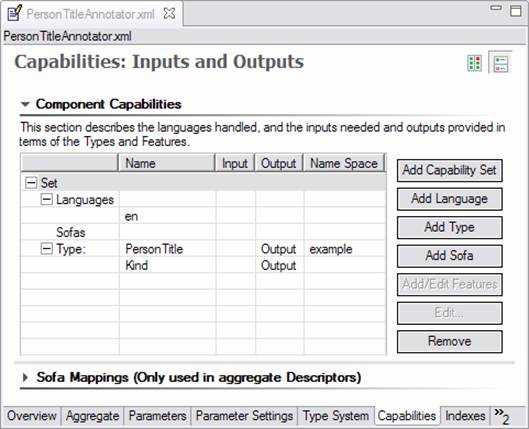 PersonTitleAnnotator.xml
PersonTitleAnnotator.xml
Capabilities: Inputs and Outputs
Component Capabilities
This section describes the languages handled, and the inputs needed and outputs provided in
terms of the Types and Features.
Name Input Output Name Space
Set
Languages
en
Sofas
Type: PersonTitle Output example
Kind Output
Add Capability Set
Add Language
Add Type
Add Sofa
Add/Edit Features
Edit...
Remove
Sofa Mappings (Only used in aggregate Descriptors)
Overview Aggregate Parameters Parameter Settings Type System Capabilities Indexes »2